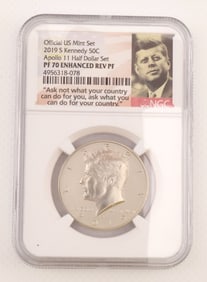 Official US Mint Set
2019 S Kennedy 50C
Apollo 11 Half Dollar Set
PF 70 ENHANCED REV PF
4956318-078
"Ask not what your country
can do for you, ask what you
can do for your country."
NGC